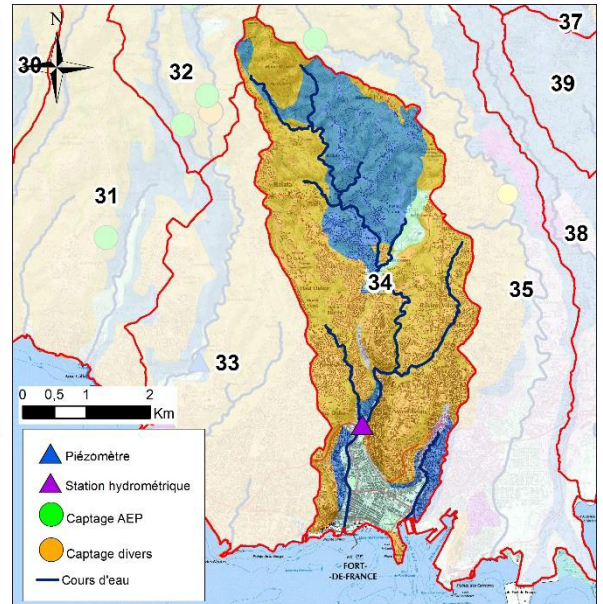 N
37
30
32
39
31
38
34
35
33
0 0,5 1 2
Km
Piézomètre
Station hydrométrique
Captage AEP
Captage divers
Cours d'eau
FORT-
DE-FRANCE